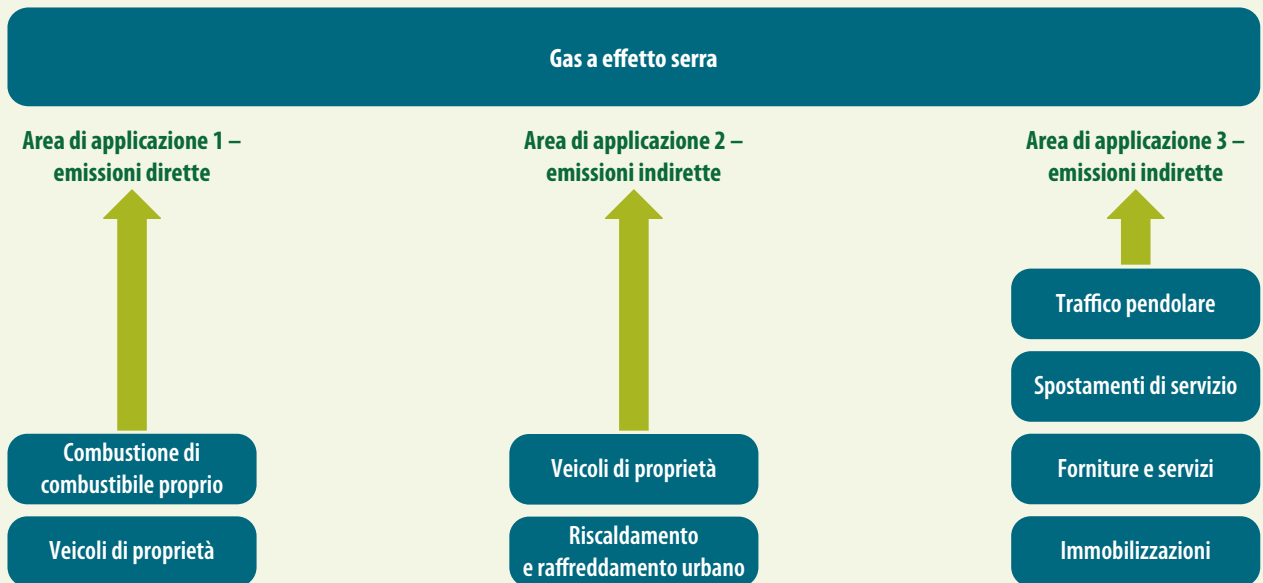 Gas a effetto serra
Area di applicazione 1 –
emissioni dirette
Combustione di
combustibile proprio
Veicoli di proprietà
Area di applicazione 2 –
emissioni indirette
Veicoli di proprietà
Riscaldamento
e raffreddamento urbano
Area di applicazione 3 –
emissioni indirette
Traffico pendolare
Spostamenti di servizio
Forniture e servizi
Immobilizzazioni